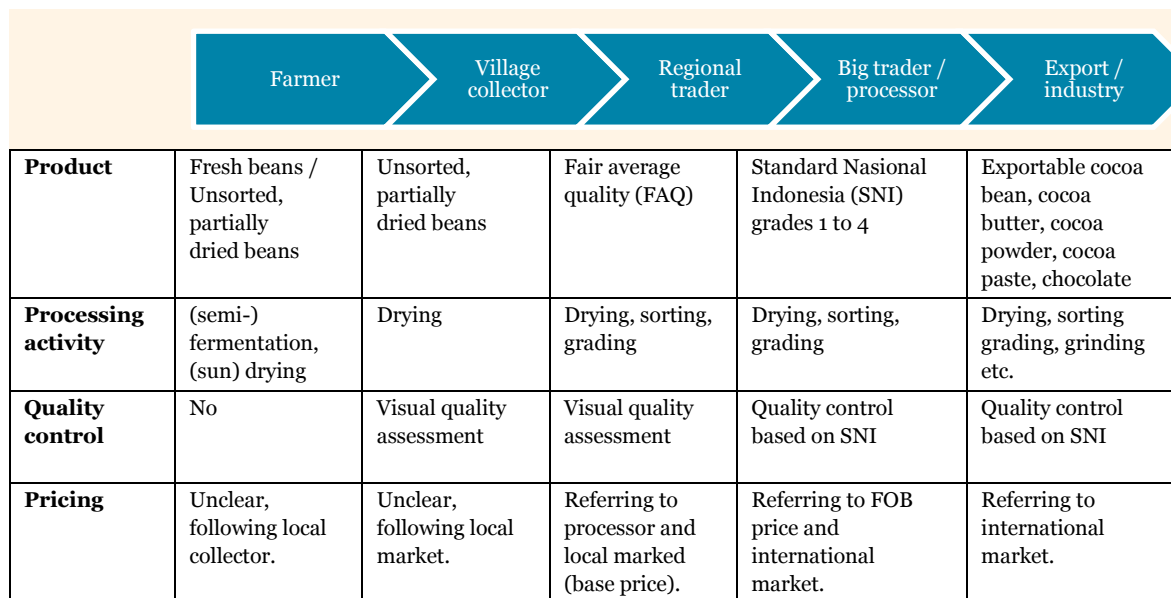 Farmer
Village
collector
Regional
trader
Big trader /
processor
Export /
industry
Product
Fresh beans /
Unsorted,
partially
dried beans
Unsorted,
partially
dried beans
Fair average
quality (FAQ)
Standard Nasional
Indonesia (SNI)
grades 1 to 4
Exportable cocoa
bean, cocoa
butter, cocoa
powder, cocoa
paste, chocolate
Processing
activity
(semi-)
fermentation,
(sun) drying
Drying
Drying, sorting,
grading
Drying, sorting,
grading
Drying, sorting
grading, grinding
etc.
Quality
control
No
Visual quality
assessment
Visual quality
assessment
Quality control
based on SNI
Quality control
based on SNI
Pricing
Unclear,
following local
collector.
Unclear,
following local
market.
Referring to
processor and
local marked
(base price).
Referring to FOB
price and
international
market.
Referring to
international
market.